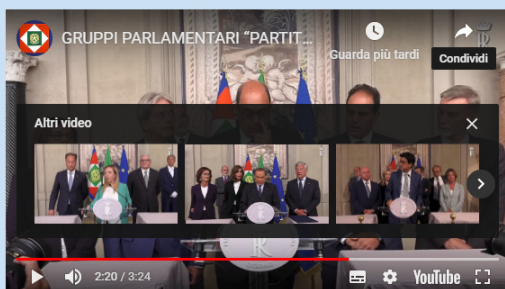 GRUPPI PARLAMENTARI “PARTIT...
Guarda più tardi
Condividi
Altri video
2:20 / 3:24
YouTube